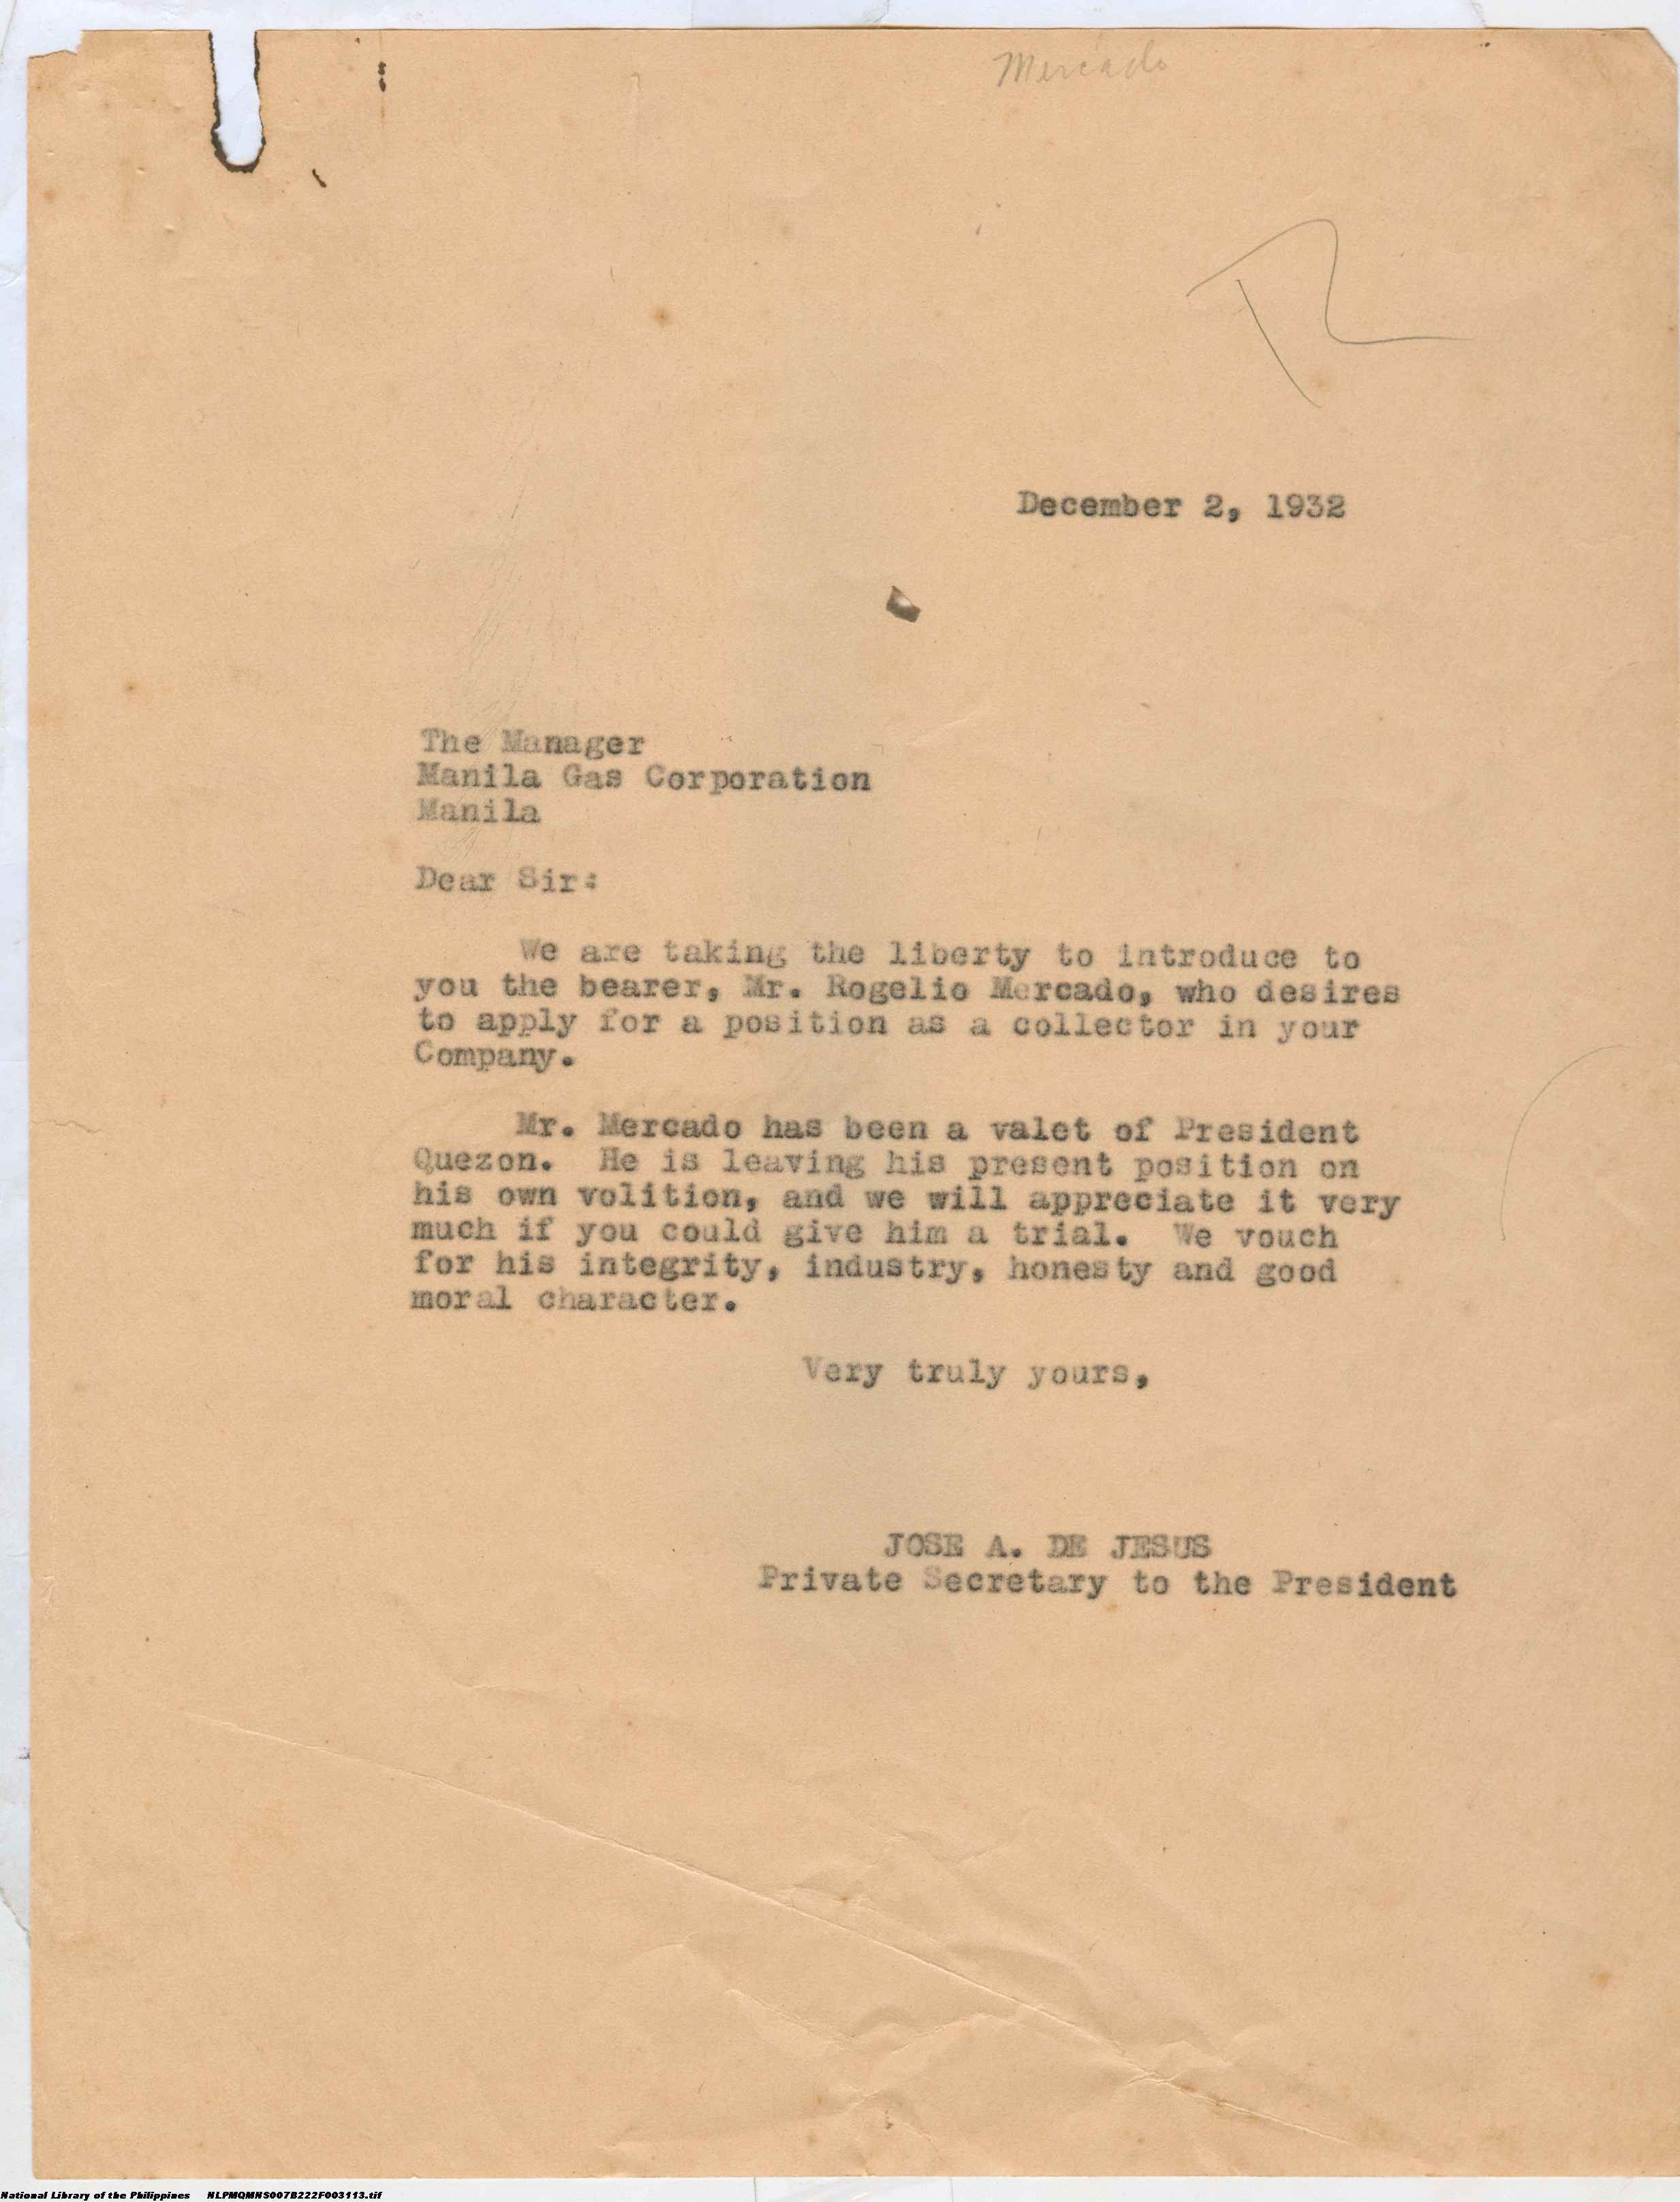 Mercado
R
December 2, 1932
The Manager
Manila Gas Corporation
Manila
Dear Sir:
We are taking the liberty to introduce to
you the bearer, Mr. Rogelio Mercado, who desires
to apply for a position as a collector in your
Company.
Mr. Mercado has been a valet of President
Quezon. He is leaving his present position on
his own volition, and we will appreciate it very
much if you could give him a trial. We vouch
for his integrity, industry, honesty and good
moral character.
Very truly yours,
JOSE A. DE JESUS
Private Secretary to the President
National Library of the Philippines NLPMQMNS007B222F003113.tif